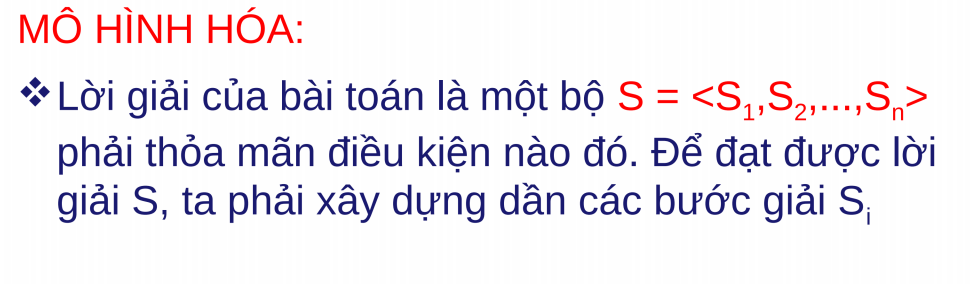 MÔ HÌNH HÓA:
❖Lời giải của bài toán là một bộ S = <S₁,S₂,...,Sₙ>
phải thỏa mãn điều kiện nào đó. Để đạt được lời
giải S, ta phải xây dựng dần các bước giải Sᵢ